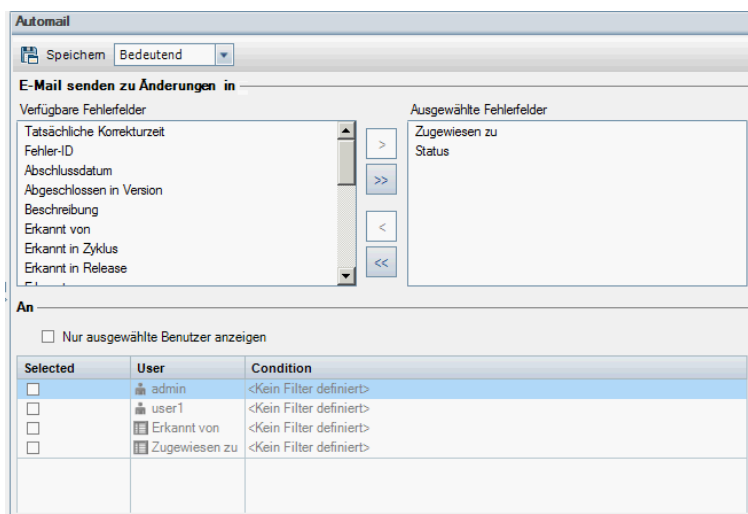 Automail
Speichern Bedeutend
E-Mail senden zu Änderungen in
Verfügbare Fehlerfelder
Tatsächliche Korrekturzeit
Fehler-ID
Abschlussdatum
Abgeschlossen in Version
Beschreibung
Erkannt von
Erkannt in Zyklus
Erkannt in Release
>
>>
<
<<
Ausgewählte Fehlerfelder
Zugewiesen zu
Status
An
Nur ausgewählte Benutzer anzeigen
Selected User Condition
admin <Kein Filter definiert>
user1 <Kein Filter definiert>
Erkannt von <Kein Filter definiert>
Zugewiesen zu <Kein Filter definiert>